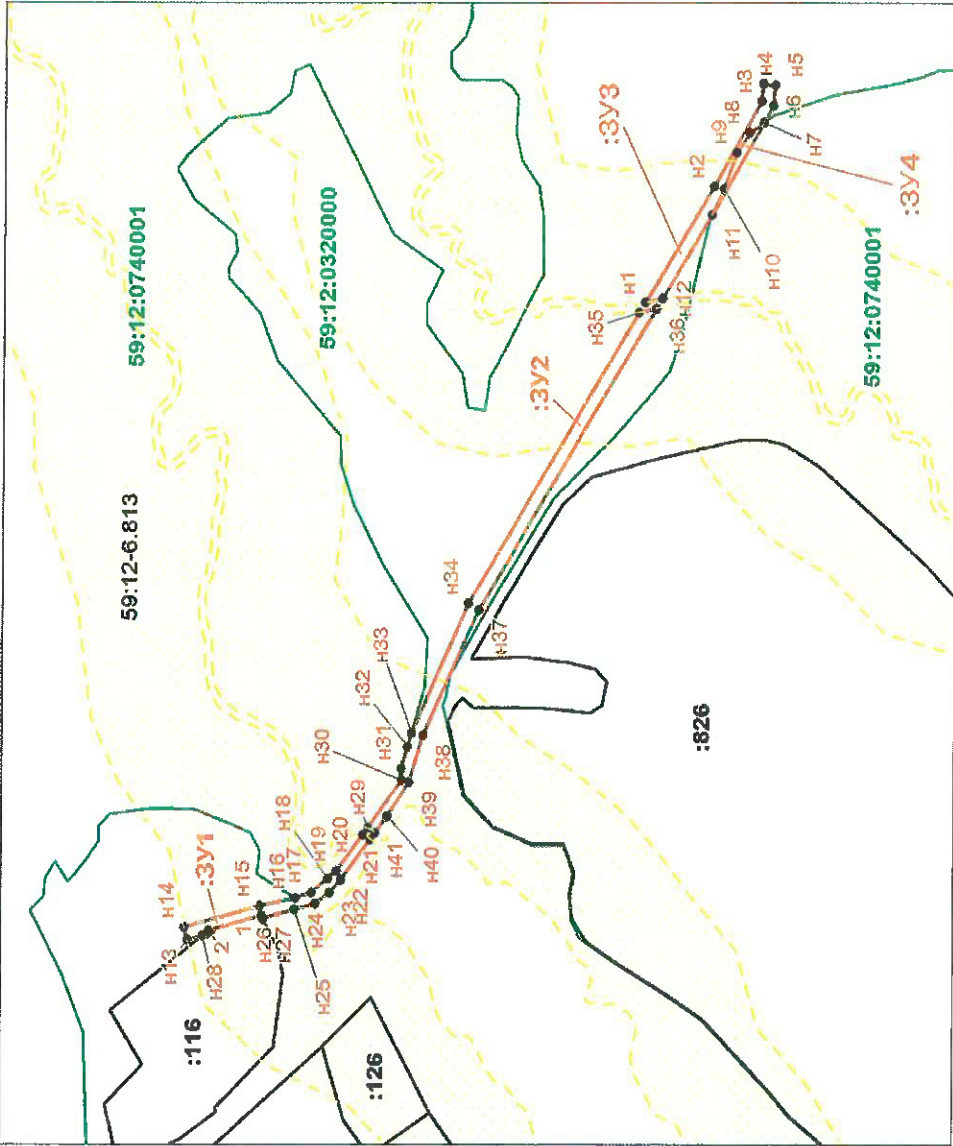 59:12:0740001
59:12:0320000
59:12-6.813
:ЗУ3
:ЗУ2
:ЗУ1
:ЗУ4
59:12:0740001
:826
:116
:126
н1
н2
н3
н4
н5
н6
н7
н8
н9
н10
н11
н12
н13
н14
н15
н16
н17
н18
н19
н20
н21
н22
н23
н24
н25
н26
н27
н28
н29
н30
н31
н32
н33
н34
н35
н36
н37
н38
н39
н40
н41
1
2